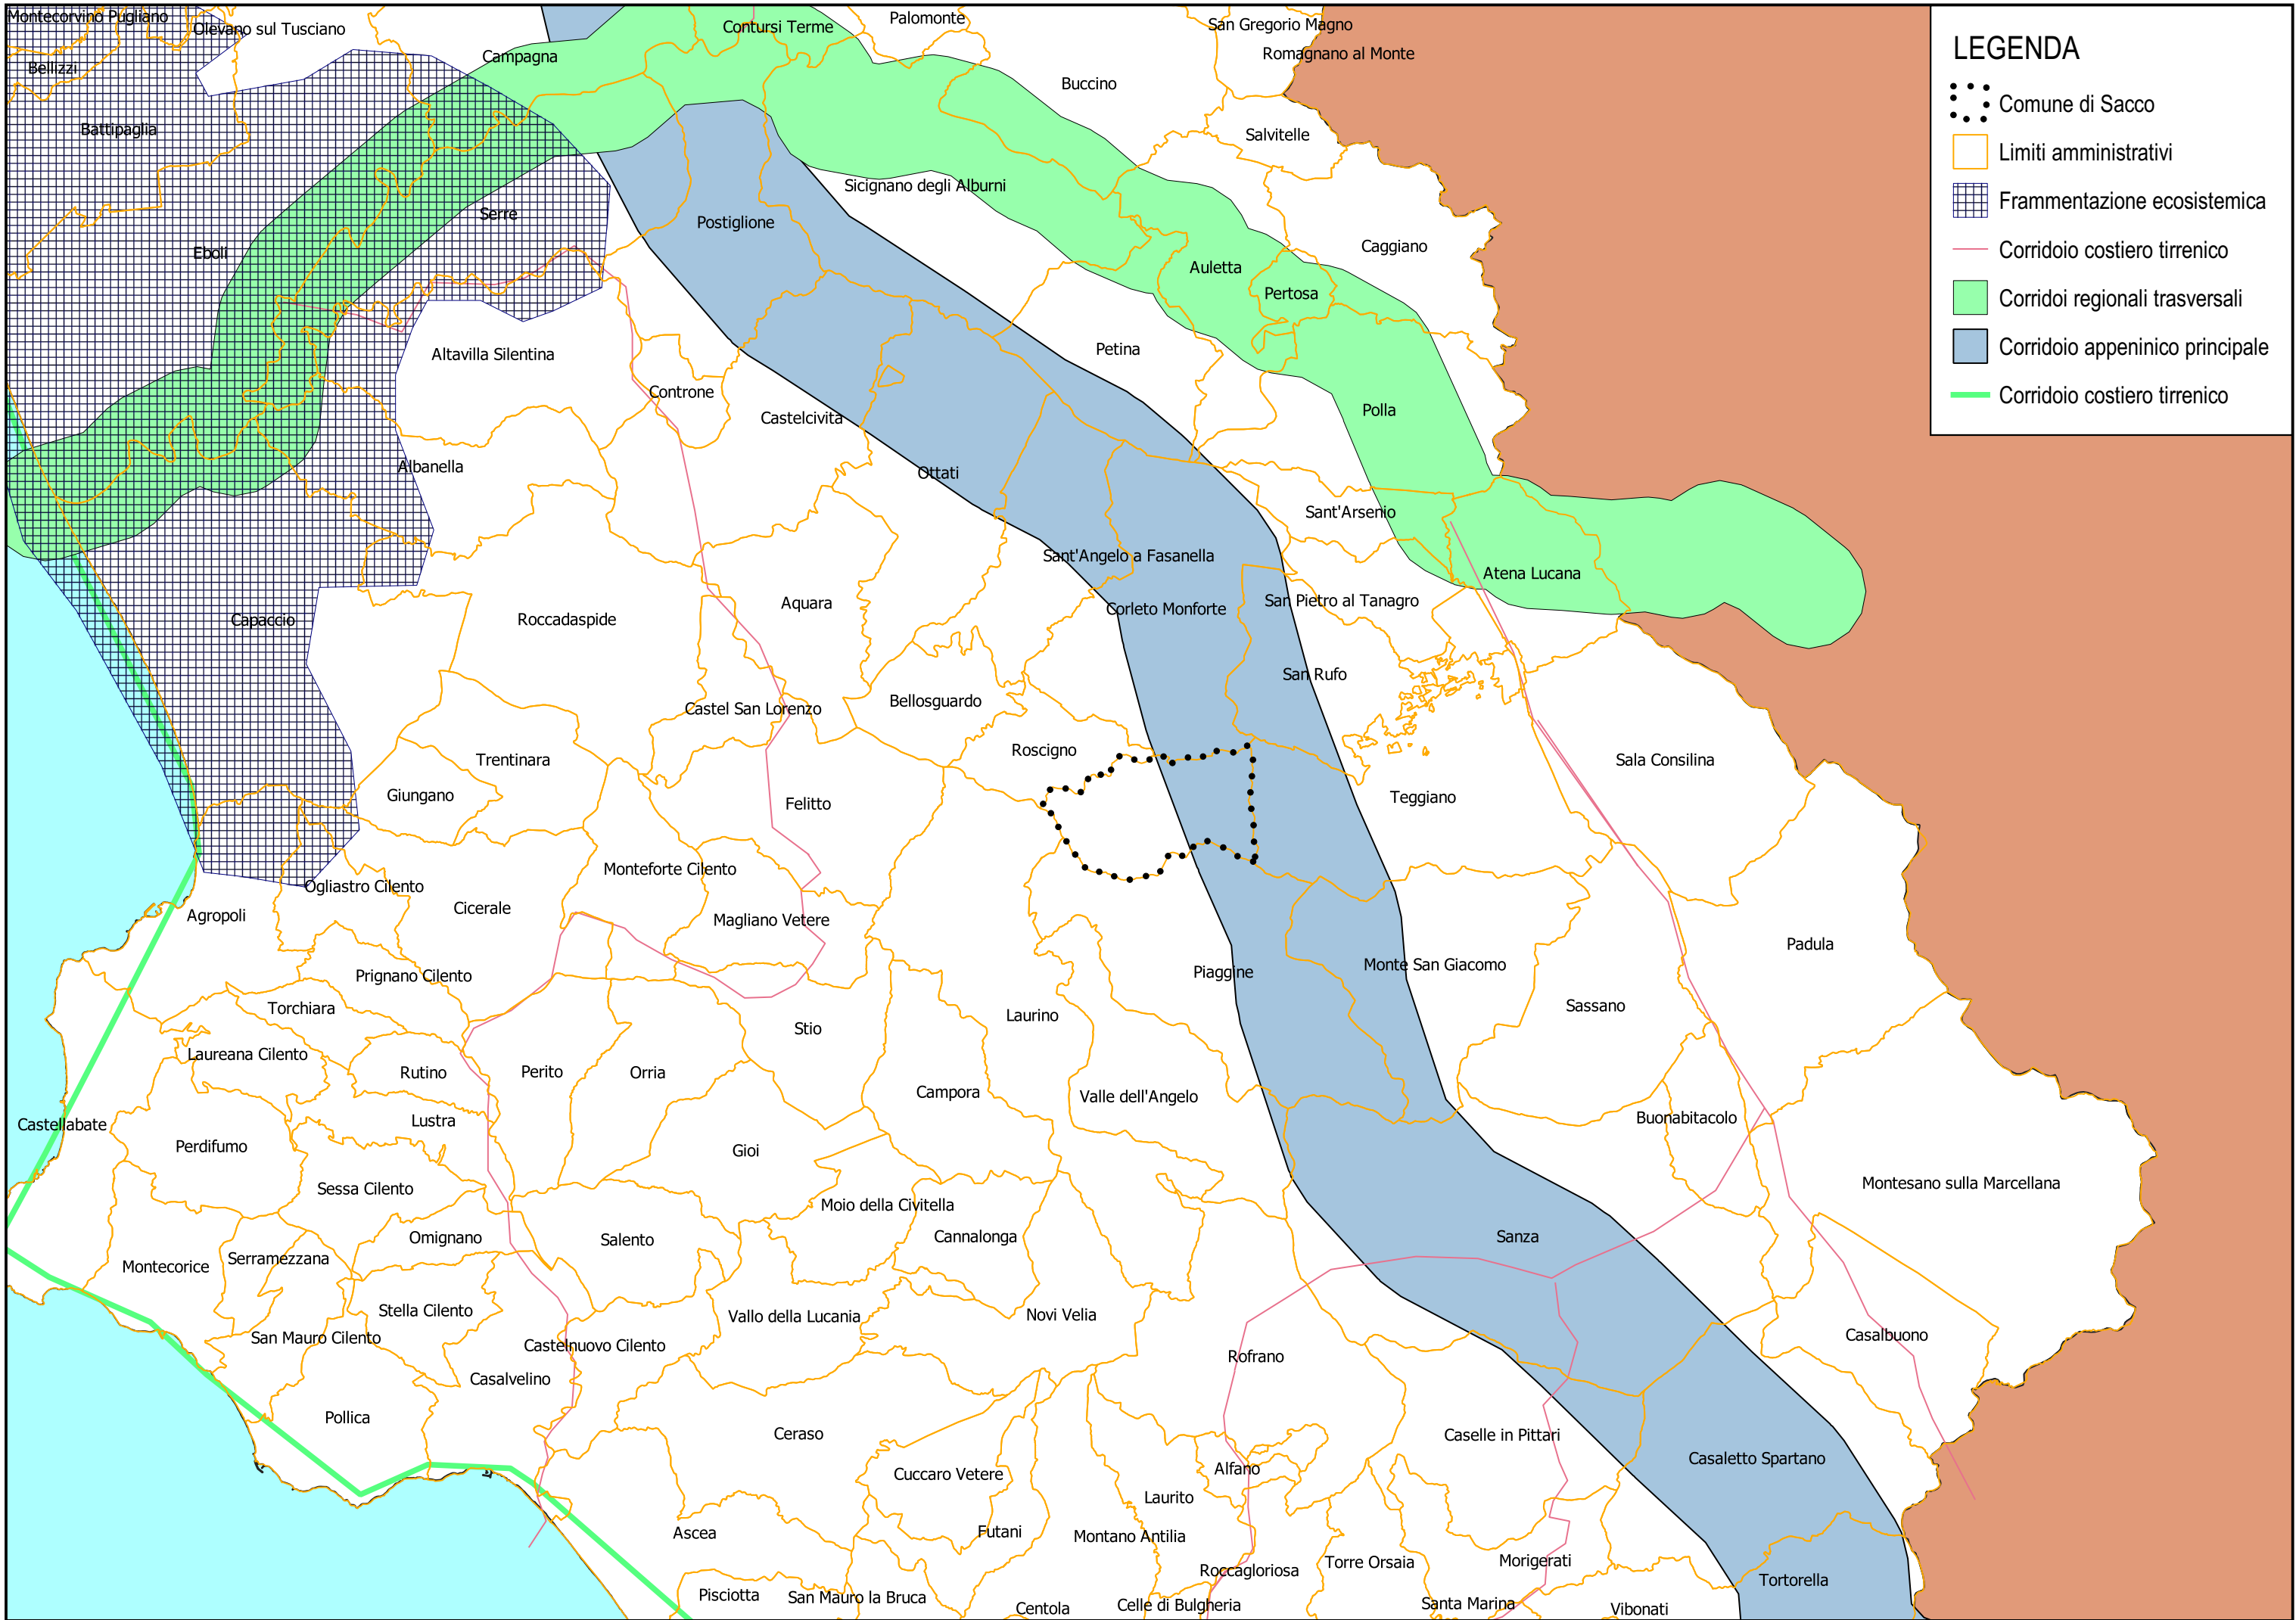 LEGENDA
Comune di Sacco
Limiti amministrativi
Frammentazione ecosistemica
Corridoio costiero tirrenico
Corridoi regionali trasversali
Corridoio appeninico principale
Corridoio costiero tirrenico
Montecorvino Pugliano
Olevano sul Tusciano
Palomonte
San Gregorio Magno
Contursi Terme
Campagna
Romagnano al Monte
Bellizzi
Buccino
Battipaglia
Salvitelle
Sicignano degli Alburni
Serre
Postiglione
Eboli
Caggiano
Auletta
Pertosa
Altavilla Silentina
Petina
Controne
Castelcivita
Polla
Albanella
Ottati
Sant'Arsenio
Sant'Angelo a Fasanella
Atena Lucana
Aquara
Corleto Monforte
San Pietro al Tanagro
Capaccio
Roccadaspide
San Rufo
Bellosguardo
Castel San Lorenzo
Roscigno
Trentinara
Sala Consilina
Giungano
Felitto
Teggiano
Monteforte Cilento
Ogliastro Cilento
Cicerale
Agropoli
Magliano Vetere
Padula
Prignano Cilento
Piaggine
Monte San Giacomo
Sassano
Torchiara
Laurino
Stio
Laureana Cilento
Rutino
Perito
Orria
Campora
Valle dell'Angelo
Castellabate
Lustra
Buonabitacolo
Perdifumo
Gioi
Sessa Cilento
Montesano sulla Marcellana
Moio della Civitella
Omignano
Salento
Cannalonga
Sanza
Serramezzana
Montecorice
Stella Cilento
Vallo della Lucania
Novi Velia
San Mauro Cilento
Castelnuovo Cilento
Casalbuono
Rofrano
Casalvelino
Pollica
Ceraso
Caselle in Pittari
Casaletto Spartano
Cuccaro Vetere
Alfano
Laurito
Ascea
Futani
Montano Antilia
Torre Orsaia
Morigerati
Roccagloriosa
Tortorella
Pisciotta
San Mauro la Bruca
Centola
Celle di Bulgheria
Santa Marina
Vibonati